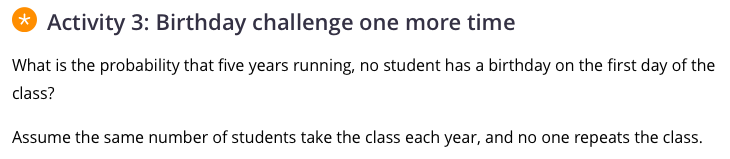 * Activity 3: Birthday challenge one more time
What is the probability that five years running, no student has a birthday on the first day of the
class?
Assume the same number of students take the class each year, and no one repeats the class.